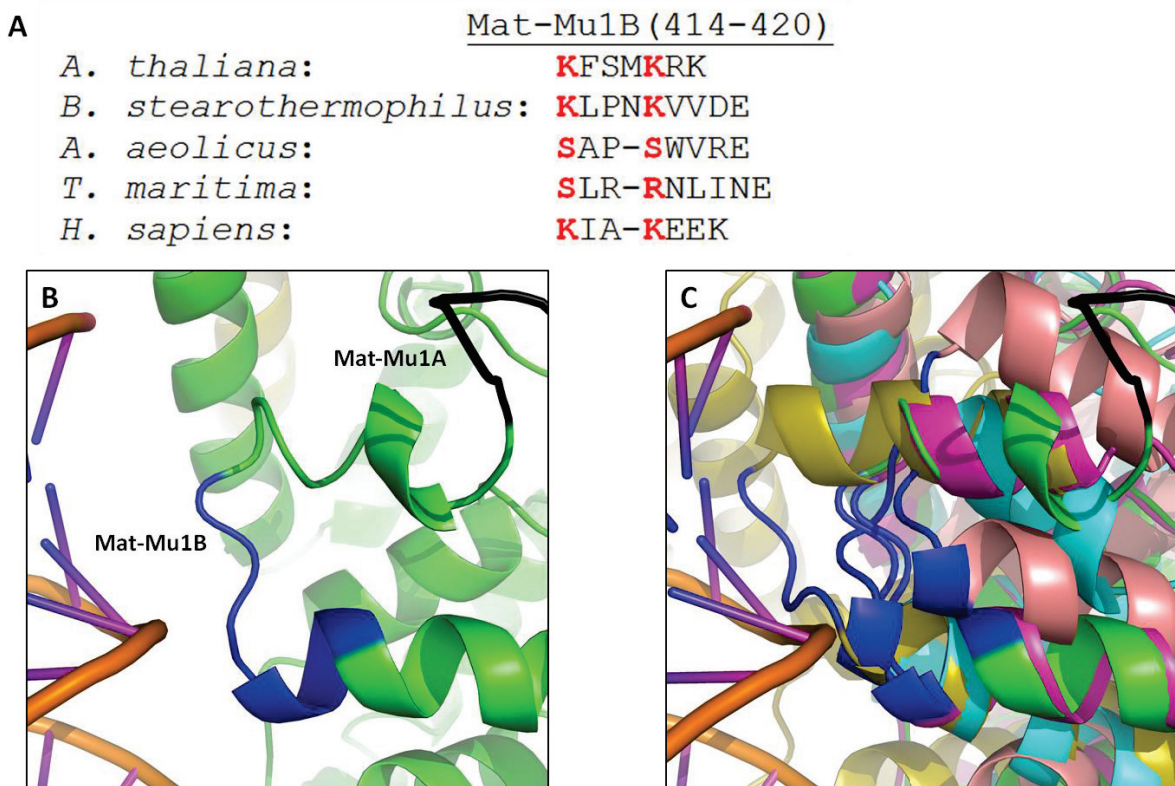 A
Mat-Mu1B(414-420)
A. thaliana: KFSMKRK
B. stearothermophilus: KLPNKVVDE
A. aeolicus: SAP-SWVRE
T. maritima: SLR-RNLINE
H. sapiens: KIA-KEEK
B
Mat-Mu1A
Mat-Mu1B
C